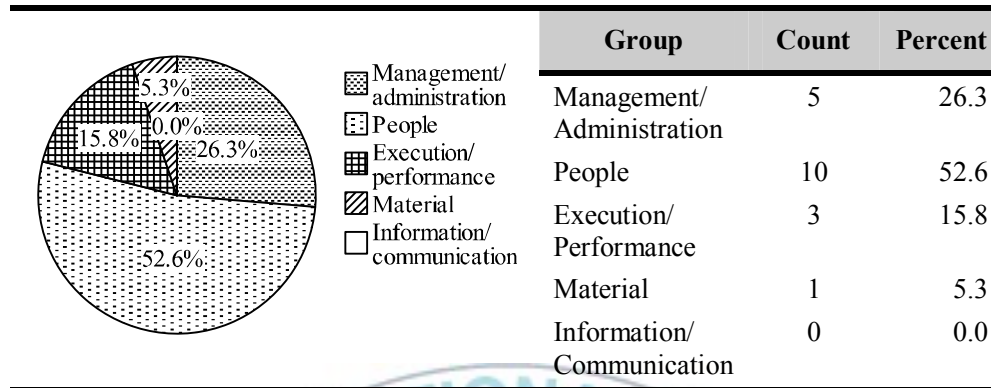 5.3%
0.0%
15.8%
26.3%
52.6%
Management/
administration
People
Execution/
performance
Material
Information/
communication
Group Count Percent
Management/ 5 26.3
Administration
People 10 52.6
Execution/ 3 15.8
Performance
Material 1 5.3
Information/ 0 0.0
Communication